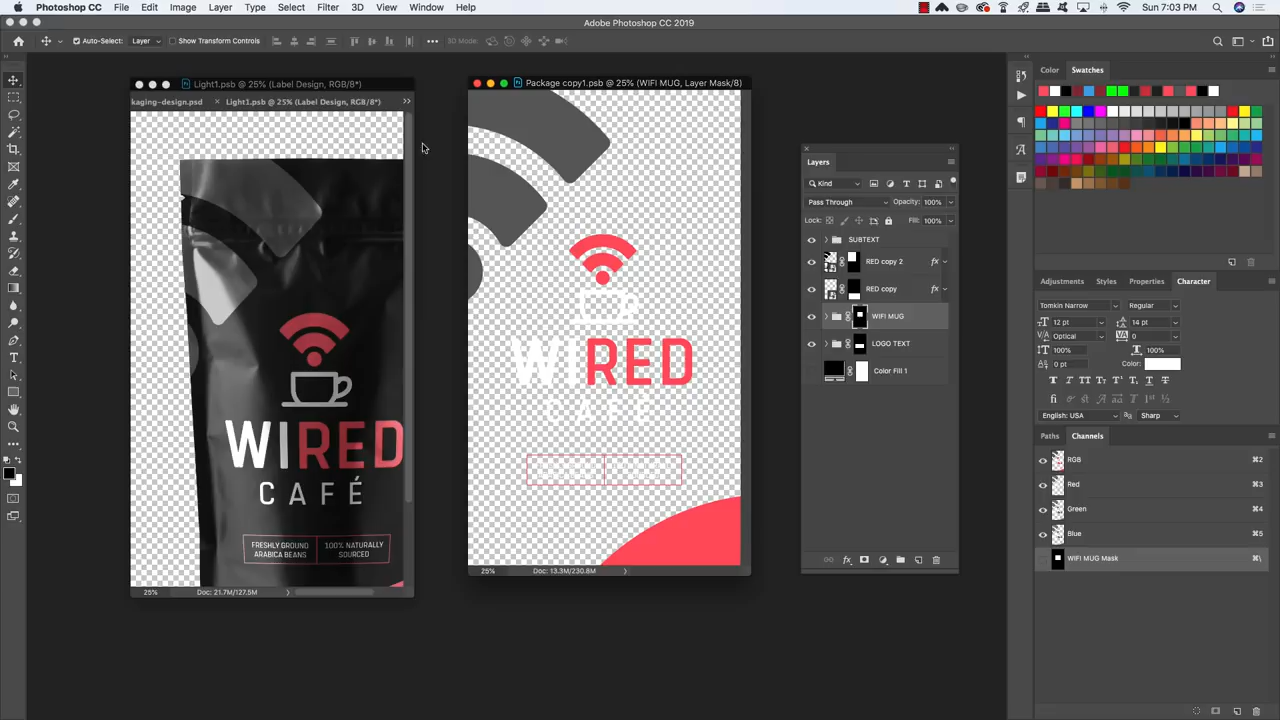 Photoshop CC File Edit Image Layer Type Select Filter 3D View Window Help Sun 7:03 PM
Adobe Photoshop CC 2019
Auto-Select: Layer Show Transform Controls 3D Mode:
Light1.psb @ 25% (Label Design, RGB/8*)
kaging-design.psd × Light1.psb @ 25% (Label Design, RGB/8*)
WIRED
CAFÉ
FRESHLY GROUND
ARABICA BEANS
100% NATURALLY
SOURCED
25% Doc: 21.7M/127.5M
Package copy1.psb @ 25% (WIFI MUG, Layer Mask/8)
WIRED
CAFÉ
25% Doc: 13.3M/230.8M
Layers
Kind
Pass Through Opacity: 100%
Lock: Fill: 100%
SUBTEXT
RED copy 2 fx
RED copy fx
WIFI MUG
LOGO TEXT
Color Fill 1
fx
Color Swatches
Adjustments Styles Properties Character
Tomkin Narrow Regular
12 pt 14 pt
Optical 0
100% 100%
0 pt Color:
English: USA Sharp
Paths Channels
RGB ⌘2
Red ⌘3
Green ⌘4
Blue ⌘5
WIFI MUG Mask ⌘\